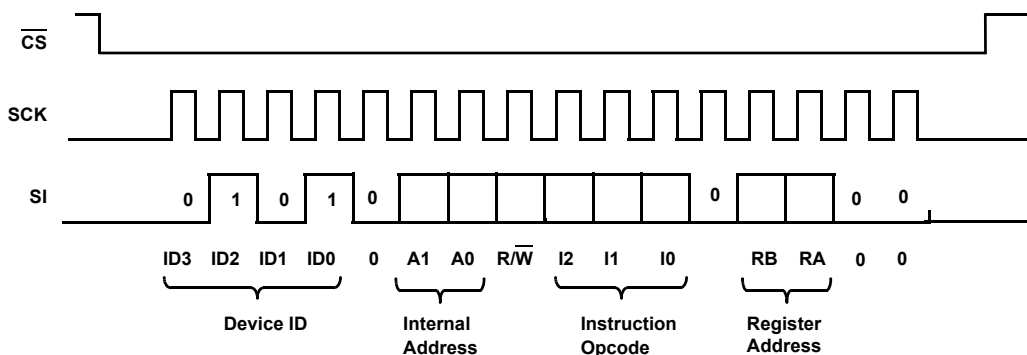 CS
SCK
SI
0 1 0 1 0 0 0 0
ID3 ID2 ID1 ID0 0 A1 A0 R/W I2 I1 I0 RB RA 0 0
Device ID
Internal
Address
Instruction
Opcode
Register
Address